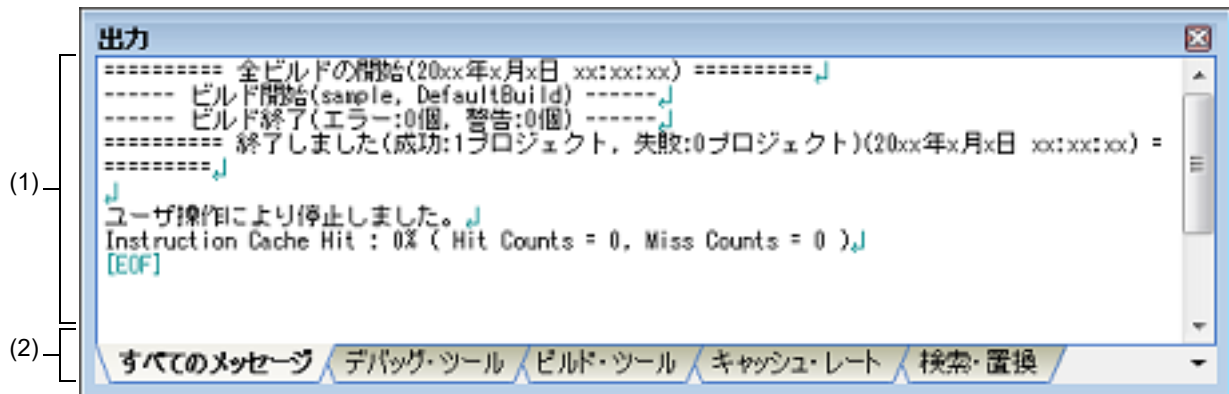 出力
========== 全ビルドの開始(20xx年x月x日 xx:xx:xx) ==========↲
------ ビルド開始(sample, DefaultBuild) ------↲
------ ビルド終了(エラー:0個, 警告:0個) ------↲
========== 終了しました(成功:1プロジェクト, 失敗:0プロジェクト)(20xx年x月x日 xx:xx:xx) =
=========↲
↲
ユーザ操作により停止しました。↲
Instruction Cache Hit : 0% ( Hit Counts = 0, Miss Counts = 0 )↲
[EOF]
(1)
(2)
すべてのメッセージ デバッグ・ツール ビルド・ツール キャッシュ・レート 検索・置換